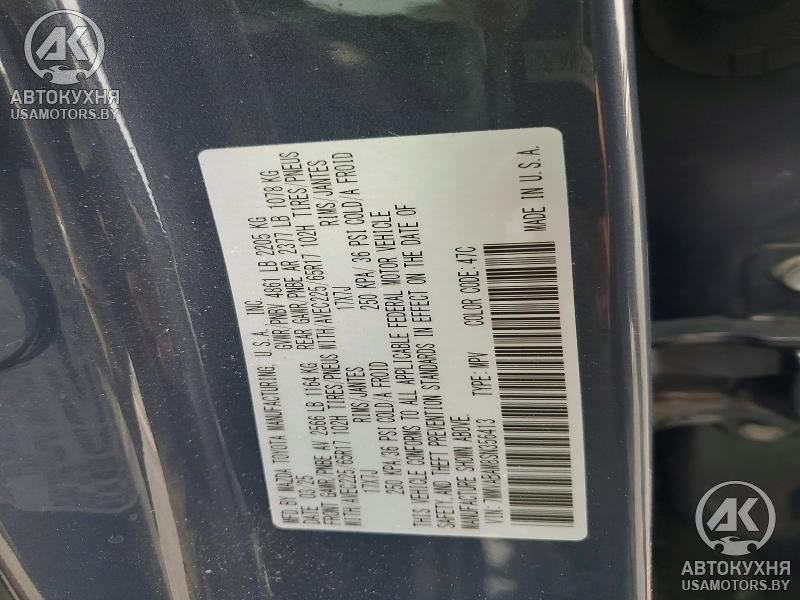 AK
АВТОКУХНЯ
USAMOTORS.BY
MFD.BY MAZDA TOYOTA MANUFACTURING, U.S.A. INC.
DATE 03.25 GVWR/PNBV 4861 LB 2205 KG
FRONT GAWR/PNBE AV 2566 LB 1164 KG REAR GAWR/PNBE AR 2377 LB 1078 KG
WITH/AVEC225/65R17 102H TIRES/PNEUS WITH/AVEC225/65R17 102H TIRES/PNEUS
17X7J RIMS/JANTES 17X7J RIMS/JANTES
250 KPA/36 PSI COLD/A FROID 250 KPA/36 PSI COLD/A FROID
THIS VEHICLE CONFORMS TO ALL APPLICABLE FEDERAL MOTOR VEHICLE
SAFETY AND THEFT PREVENTION STANDARDS IN EFFECT ON THE DATE OF
MANUFACTURE SHOWN ABOVE.
VIN: 7MMVABAM8SN356413 TYPE: MPV COLOR CODE: 47C
MADE IN U.S.A.
AK
АВТОКУХНЯ
USAMOTORS.BY